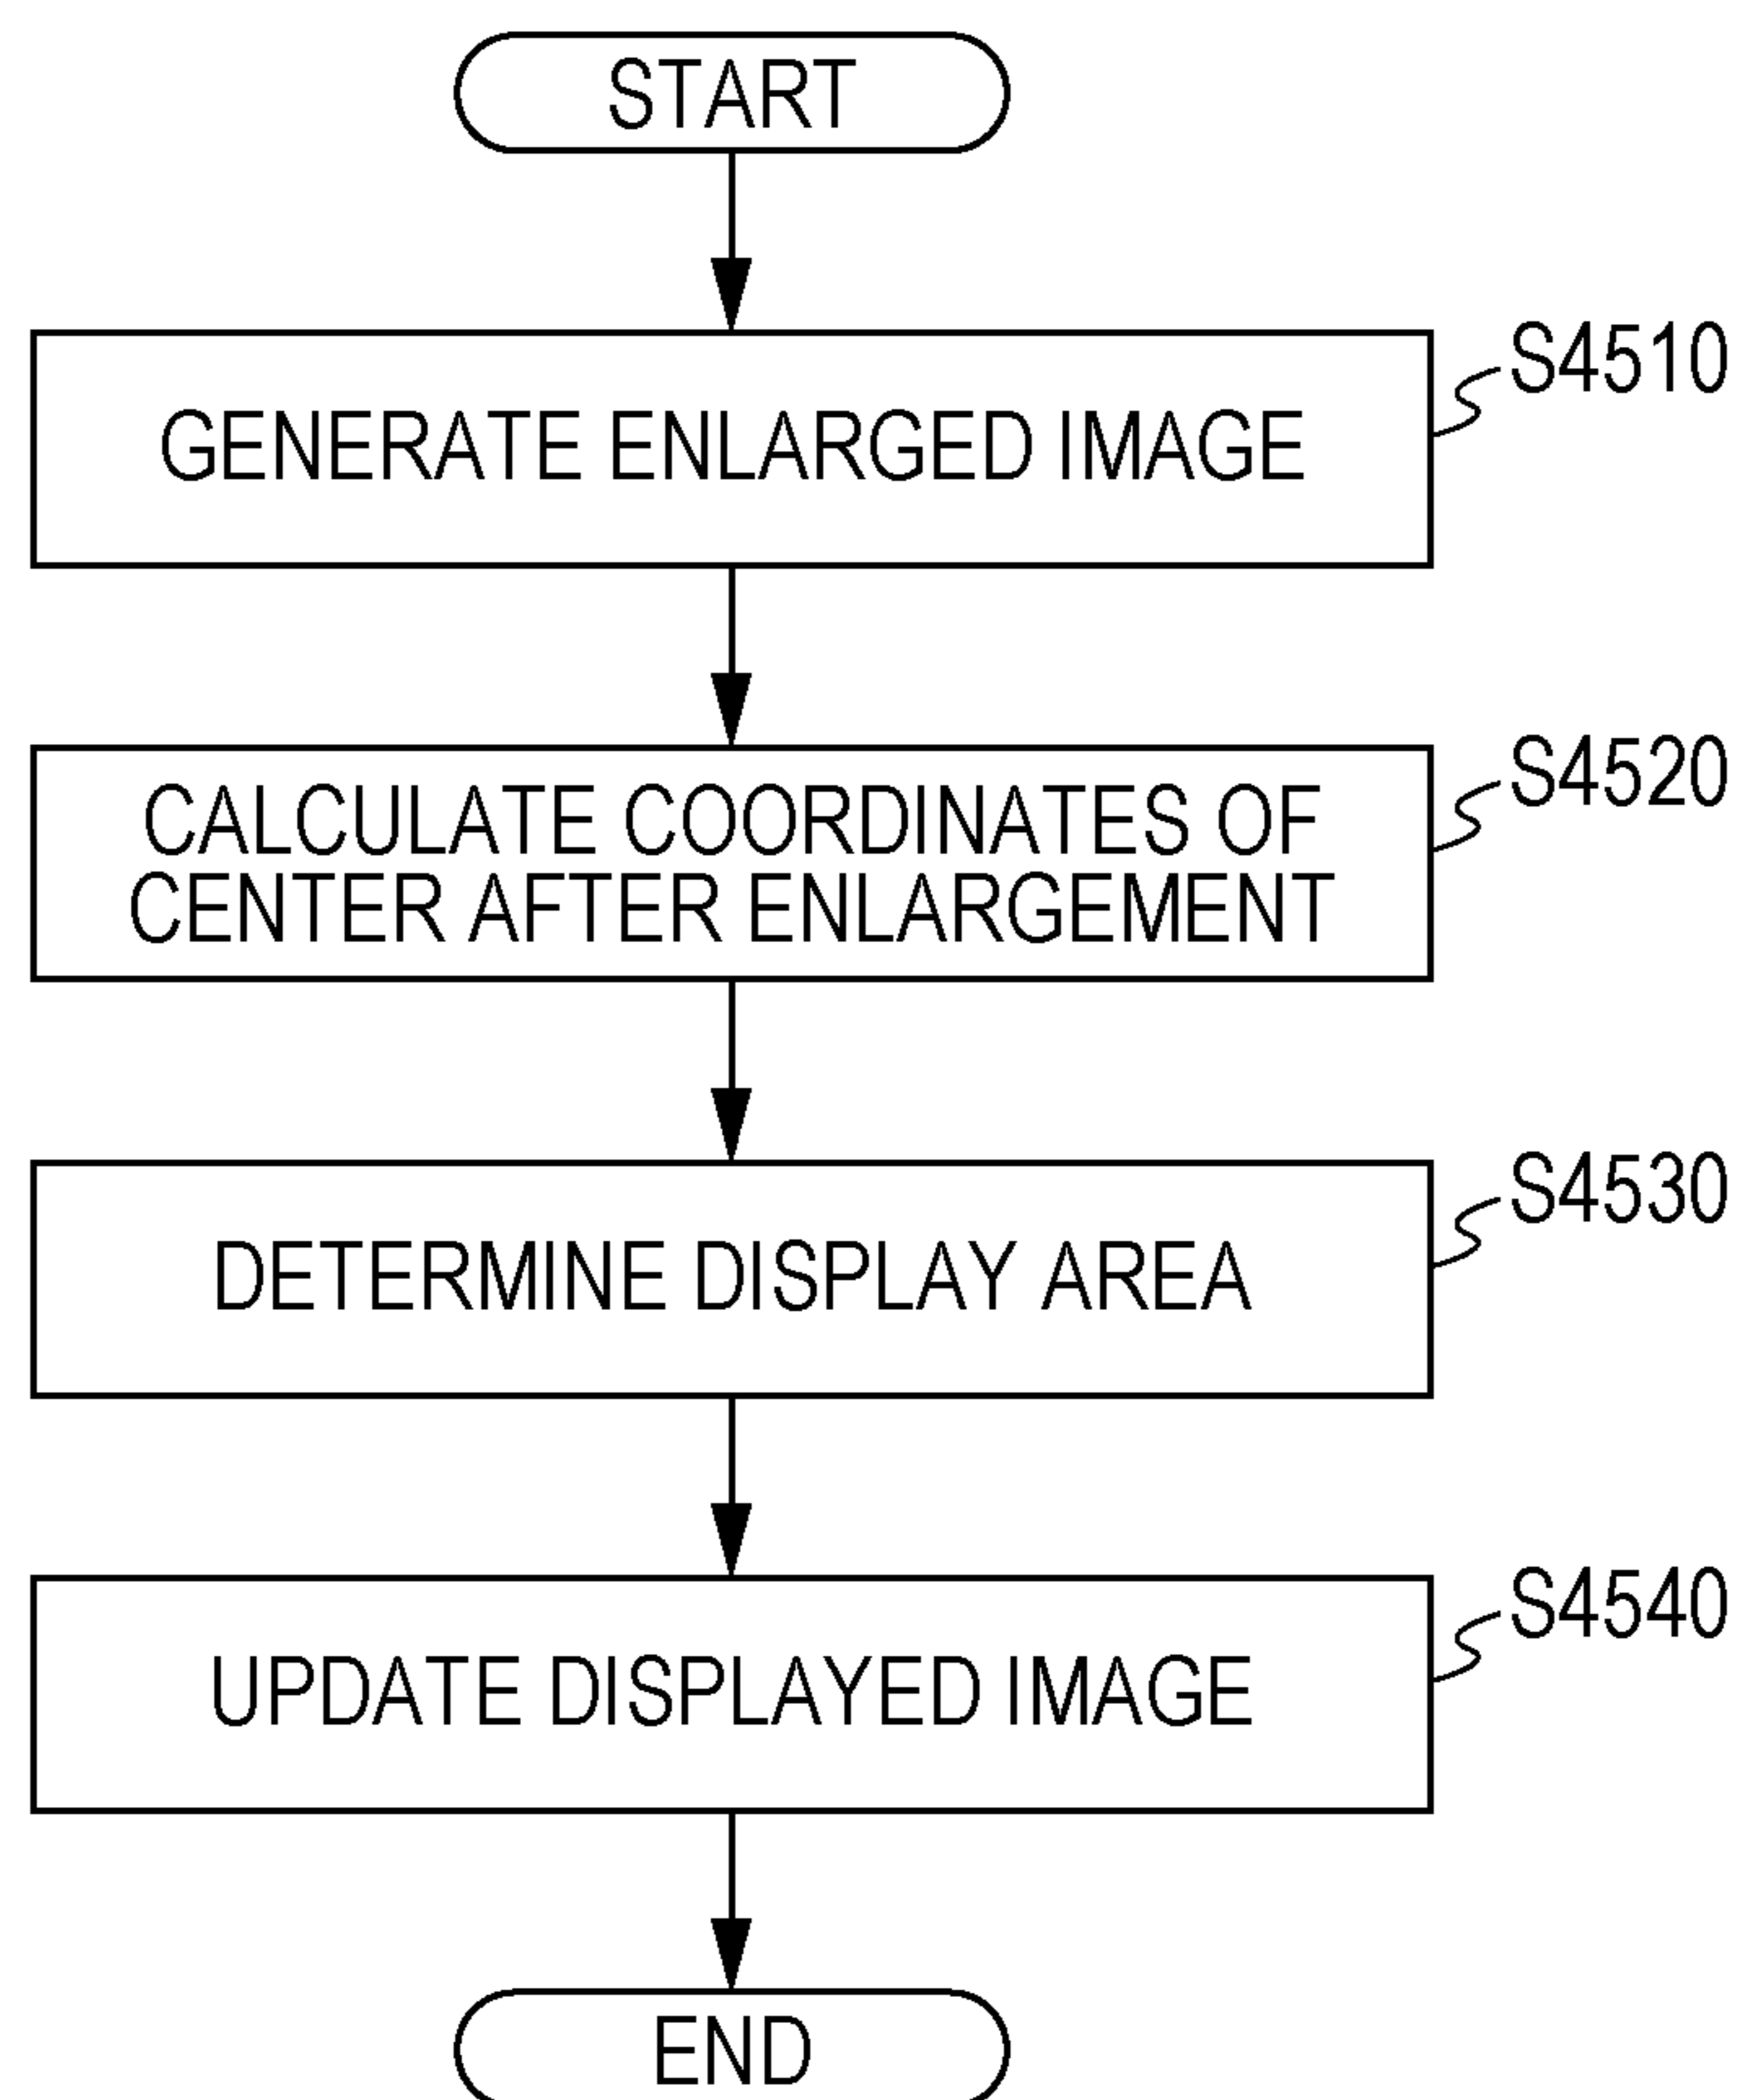 START
GENERATE ENLARGED IMAGE
S4510
CALCULATE COORDINATES OF
CENTER AFTER ENLARGEMENT
S4520
DETERMINE DISPLAY AREA
S4530
UPDATE DISPLAYED IMAGE
S4540
END